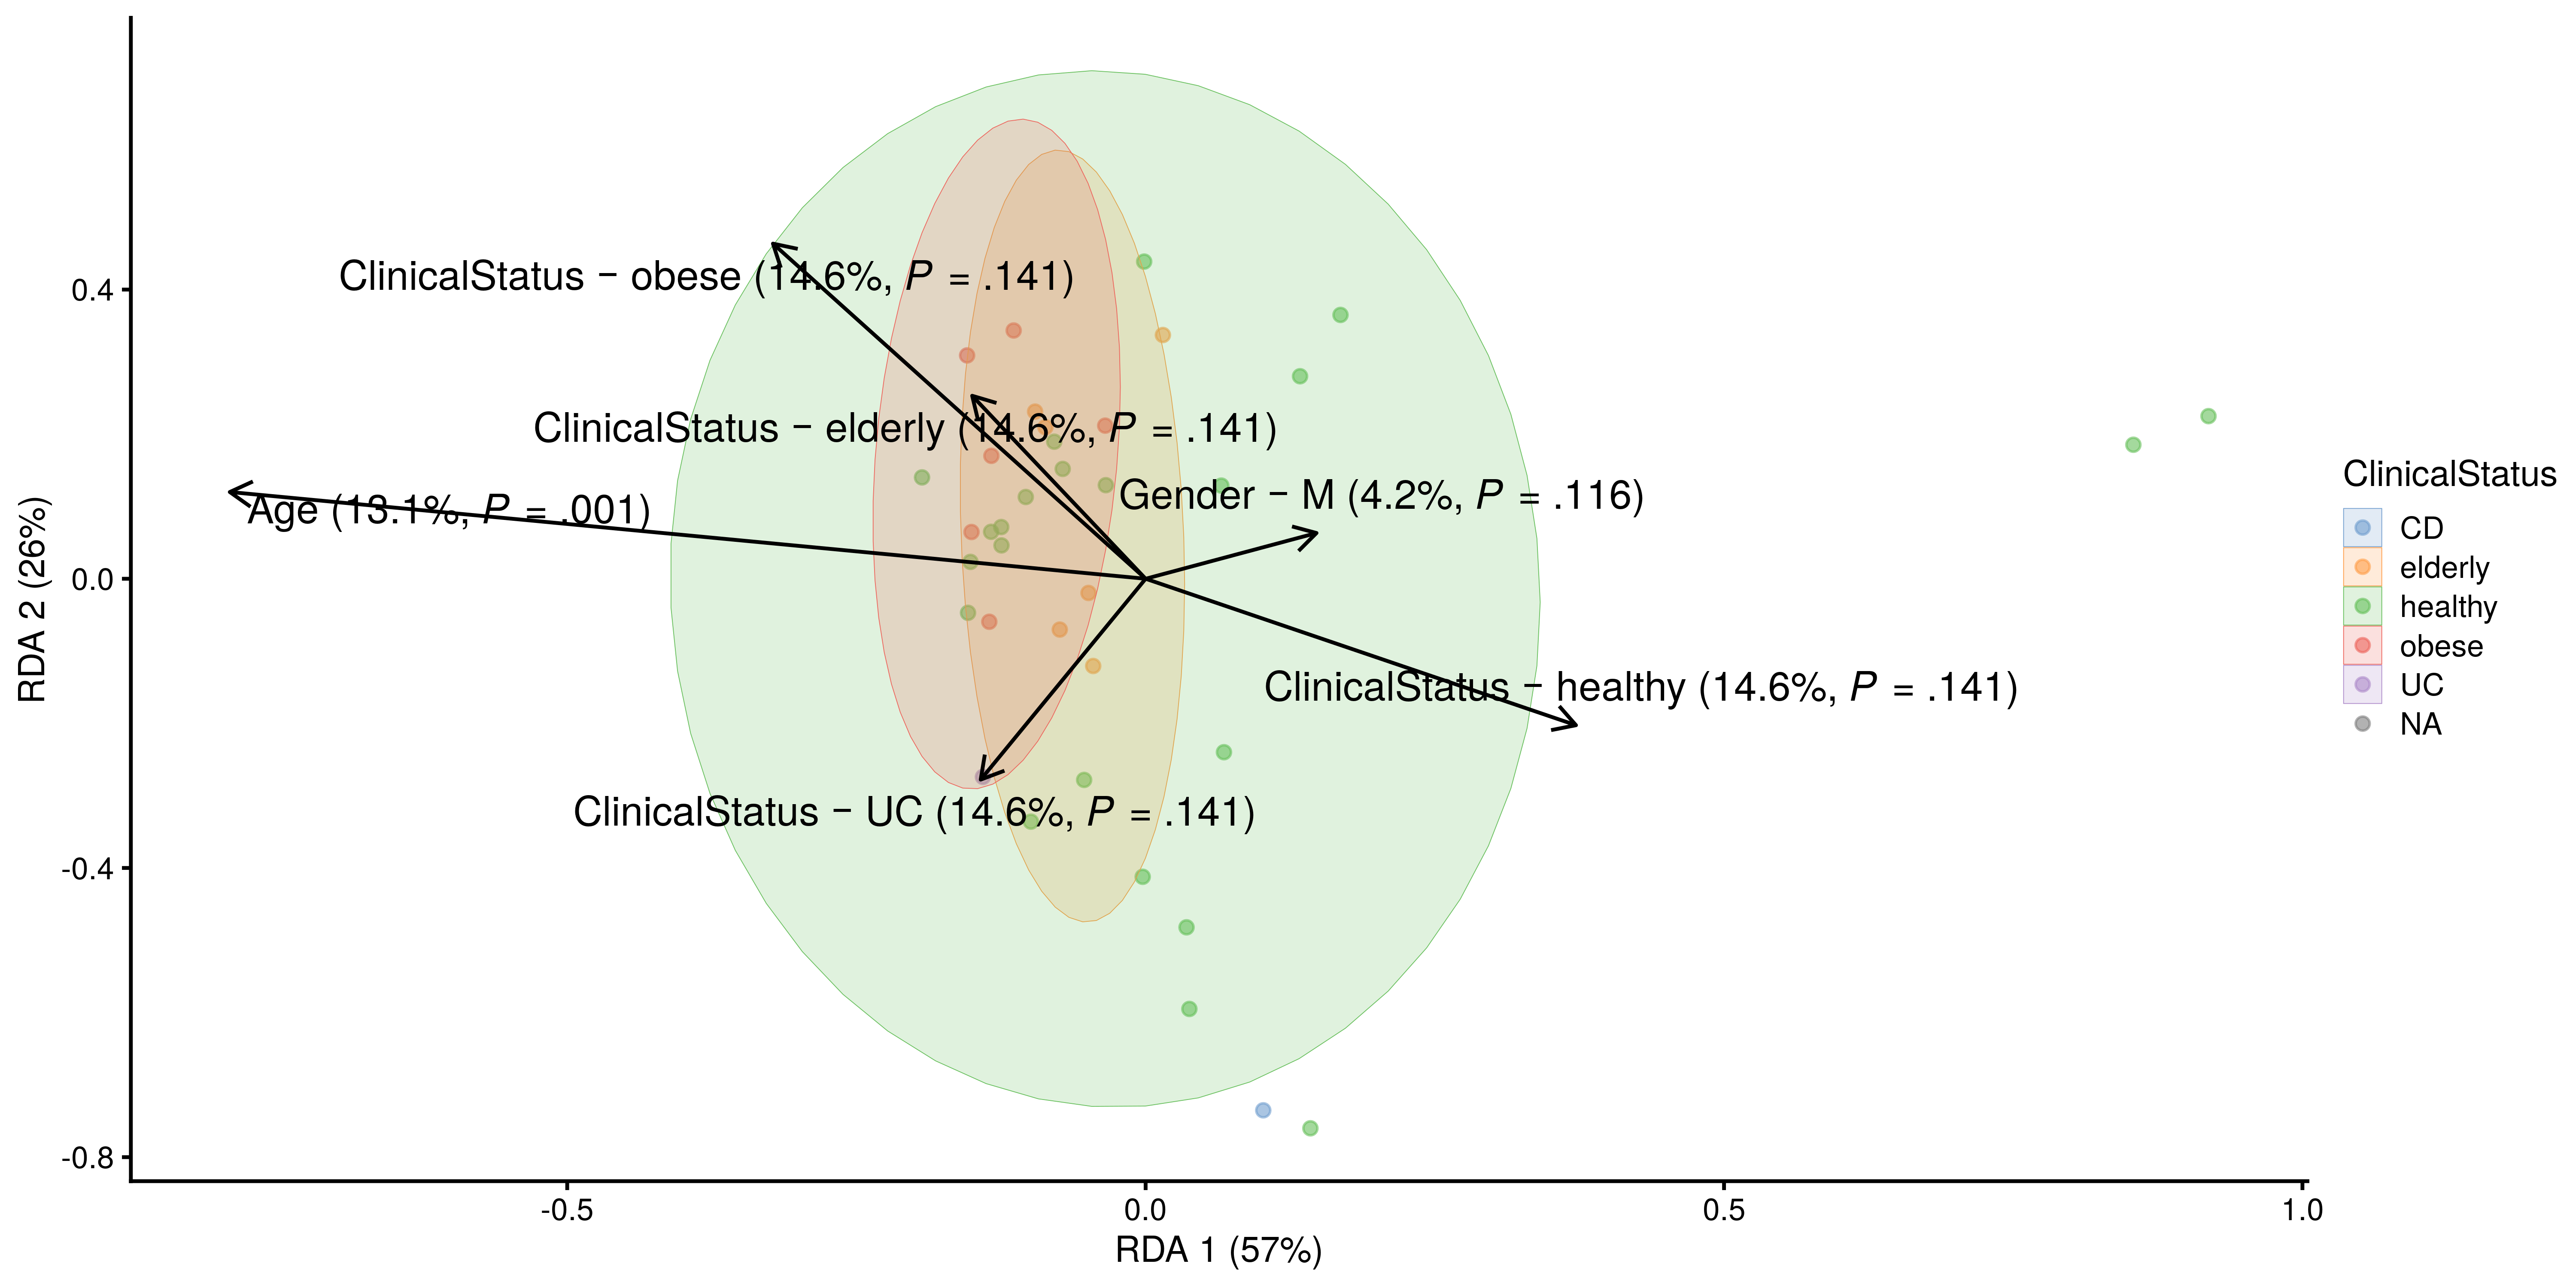 ClinicalStatus − obese (14.6%, P = .141)
0.4
ClinicalStatus − elderly (14.6%, P = .141)
ClinicalStatus
Age (13.1%, P = .001)
Gender − M (4.2%, P = .116)
CD
elderly
RDA 2 (26%)
0.0
healthy
obese
ClinicalStatus − healthy (14.6%, P = .141)
UC
NA
ClinicalStatus − UC (14.6%, P = .141)
-0.4
-0.8
-0.5
0.0
0.5
1.0
RDA 1 (57%)